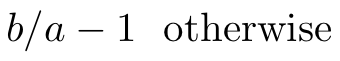 b/a − 1 otherwise